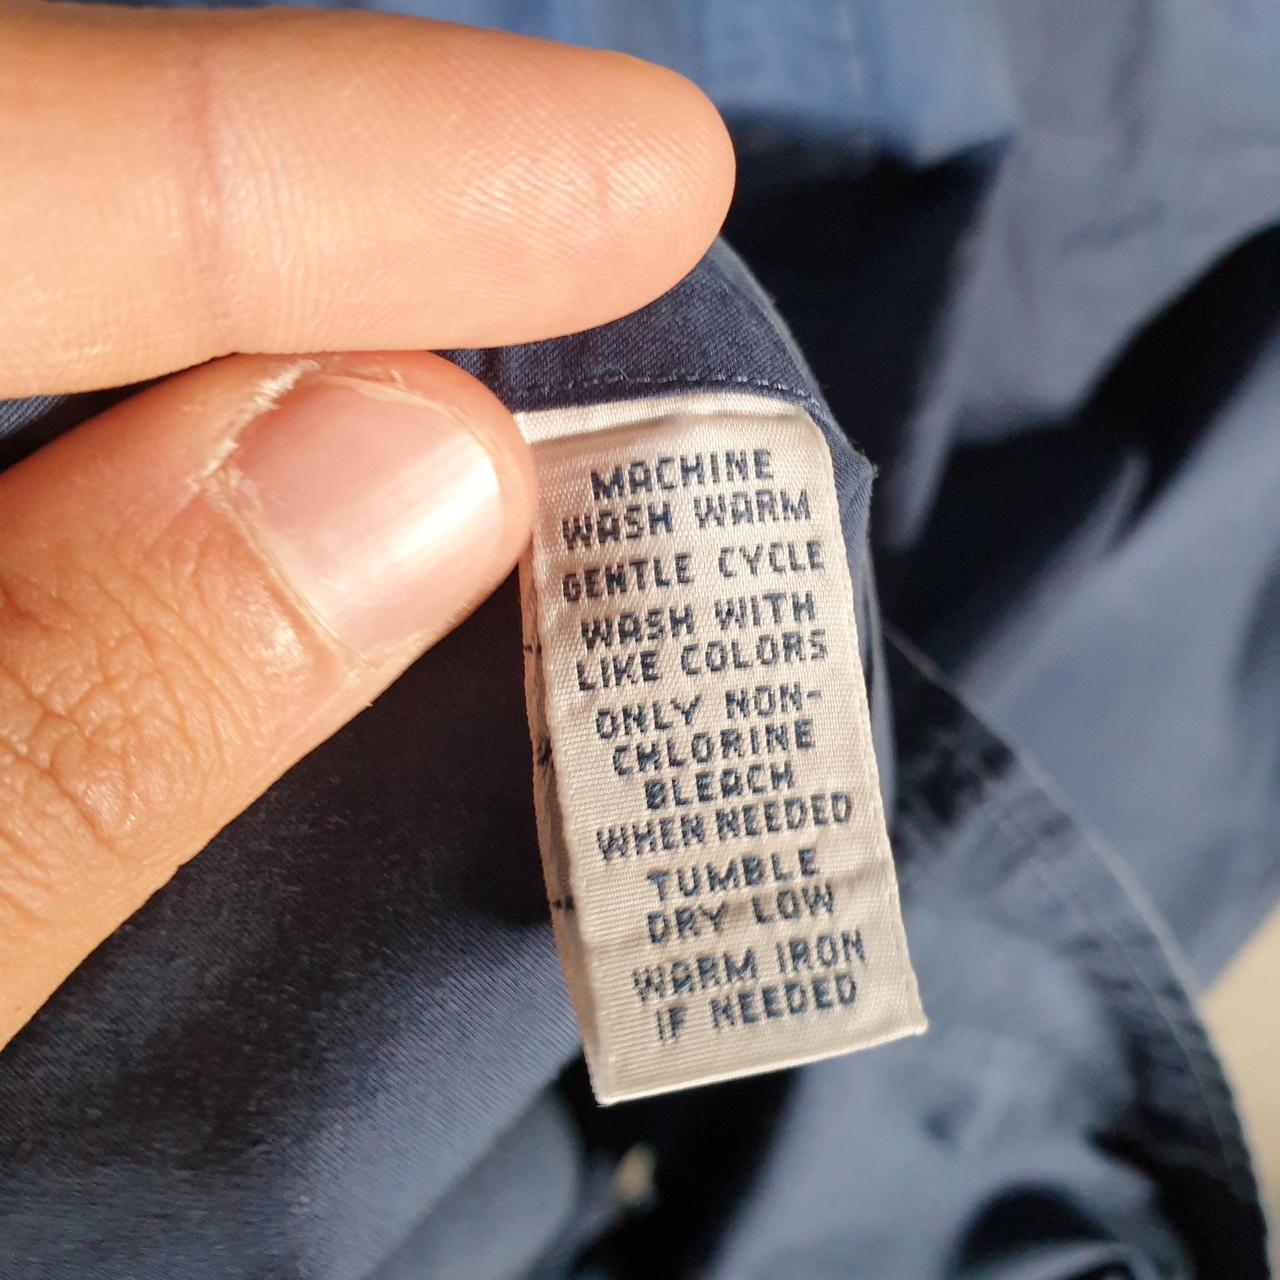 MACHINE
WASH WARM
GENTLE CYCLE
WASH WITH
LIKE COLORS
ONLY NON-
CHLORINE
BLEACH
WHEN NEEDED
TUMBLE
DRY LOW
WARM IRON
IF NEEDED